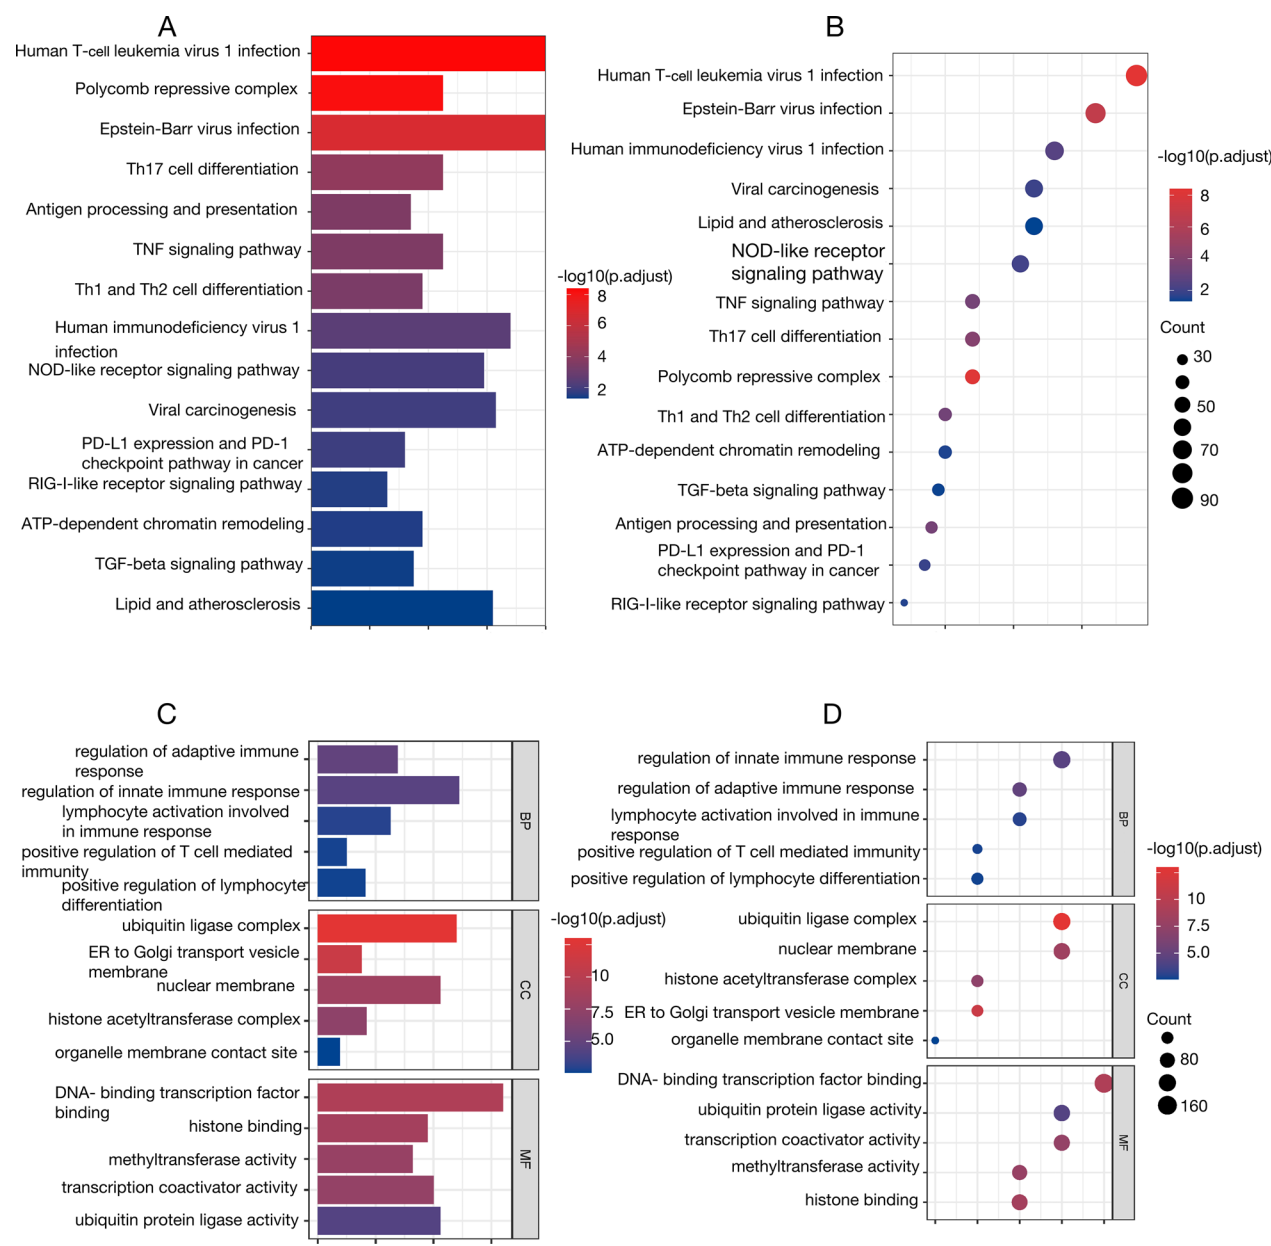 A
Human T-cell leukemia virus 1 infection
Polycomb repressive complex
Epstein-Barr virus infection
Th17 cell differentiation
Antigen processing and presentation
TNF signaling pathway
Th1 and Th2 cell differentiation
Human immunodeficiency virus 1
infection
NOD-like receptor signaling pathway
Viral carcinogenesis
PD-L1 expression and PD-1
checkpoint pathway in cancer
RIG-I-like receptor signaling pathway
ATP-dependent chromatin remodeling
TGF-beta signaling pathway
Lipid and atherosclerosis
-log10(p.adjust)
8
6
4
2
B
Human T-cell leukemia virus 1 infection
Epstein-Barr virus infection
Human immunodeficiency virus 1 infection
Viral carcinogenesis
Lipid and atherosclerosis
NOD-like receptor
signaling pathway
TNF signaling pathway
Th17 cell differentiation
Polycomb repressive complex
Th1 and Th2 cell differentiation
ATP-dependent chromatin remodeling
TGF-beta signaling pathway
Antigen processing and presentation
PD-L1 expression and PD-1
checkpoint pathway in cancer
RIG-I-like receptor signaling pathway
-log10(p.adjust)
8
6
4
2
Count
30
50
70
90
C
regulation of adaptive immune
response
regulation of innate immune response
lymphocyte activation involved
in immune response
positive regulation of T cell mediated
immunity
positive regulation of lymphocyte
differentiation
BP
ubiquitin ligase complex
ER to Golgi transport vesicle
membrane
nuclear membrane
histone acetyltransferase complex
organelle membrane contact site
CC
DNA- binding transcription factor
binding
histone binding
methyltransferase activity
transcription coactivator activity
ubiquitin protein ligase activity
MF
-log10(p.adjust)
10
7.5
5.0
D
regulation of innate immune response
regulation of adaptive immune response
lymphocyte activation involved in immune
response
positive regulation of T cell mediated immunity
positive regulation of lymphocyte differentiation
BP
ubiquitin ligase complex
nuclear membrane
histone acetyltransferase complex
ER to Golgi transport vesicle membrane
organelle membrane contact site
CC
DNA- binding transcription factor binding
ubiquitin protein ligase activity
transcription coactivator activity
methyltransferase activity
histone binding
MF
-log10(p.adjust)
10
7.5
5.0
Count
80
160